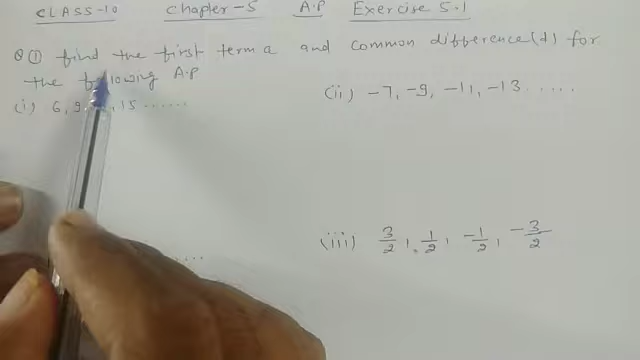 CLASS-10 Chapter-5 A.P Exercise 5.1
Q① find the first term a and common difference (d) for
the following A.P
(i) 6, 9, , 15 ......
(ii) -7, -9, -11, -13 .....
(iii) 3/2, 1/2, -1/2, -3/2